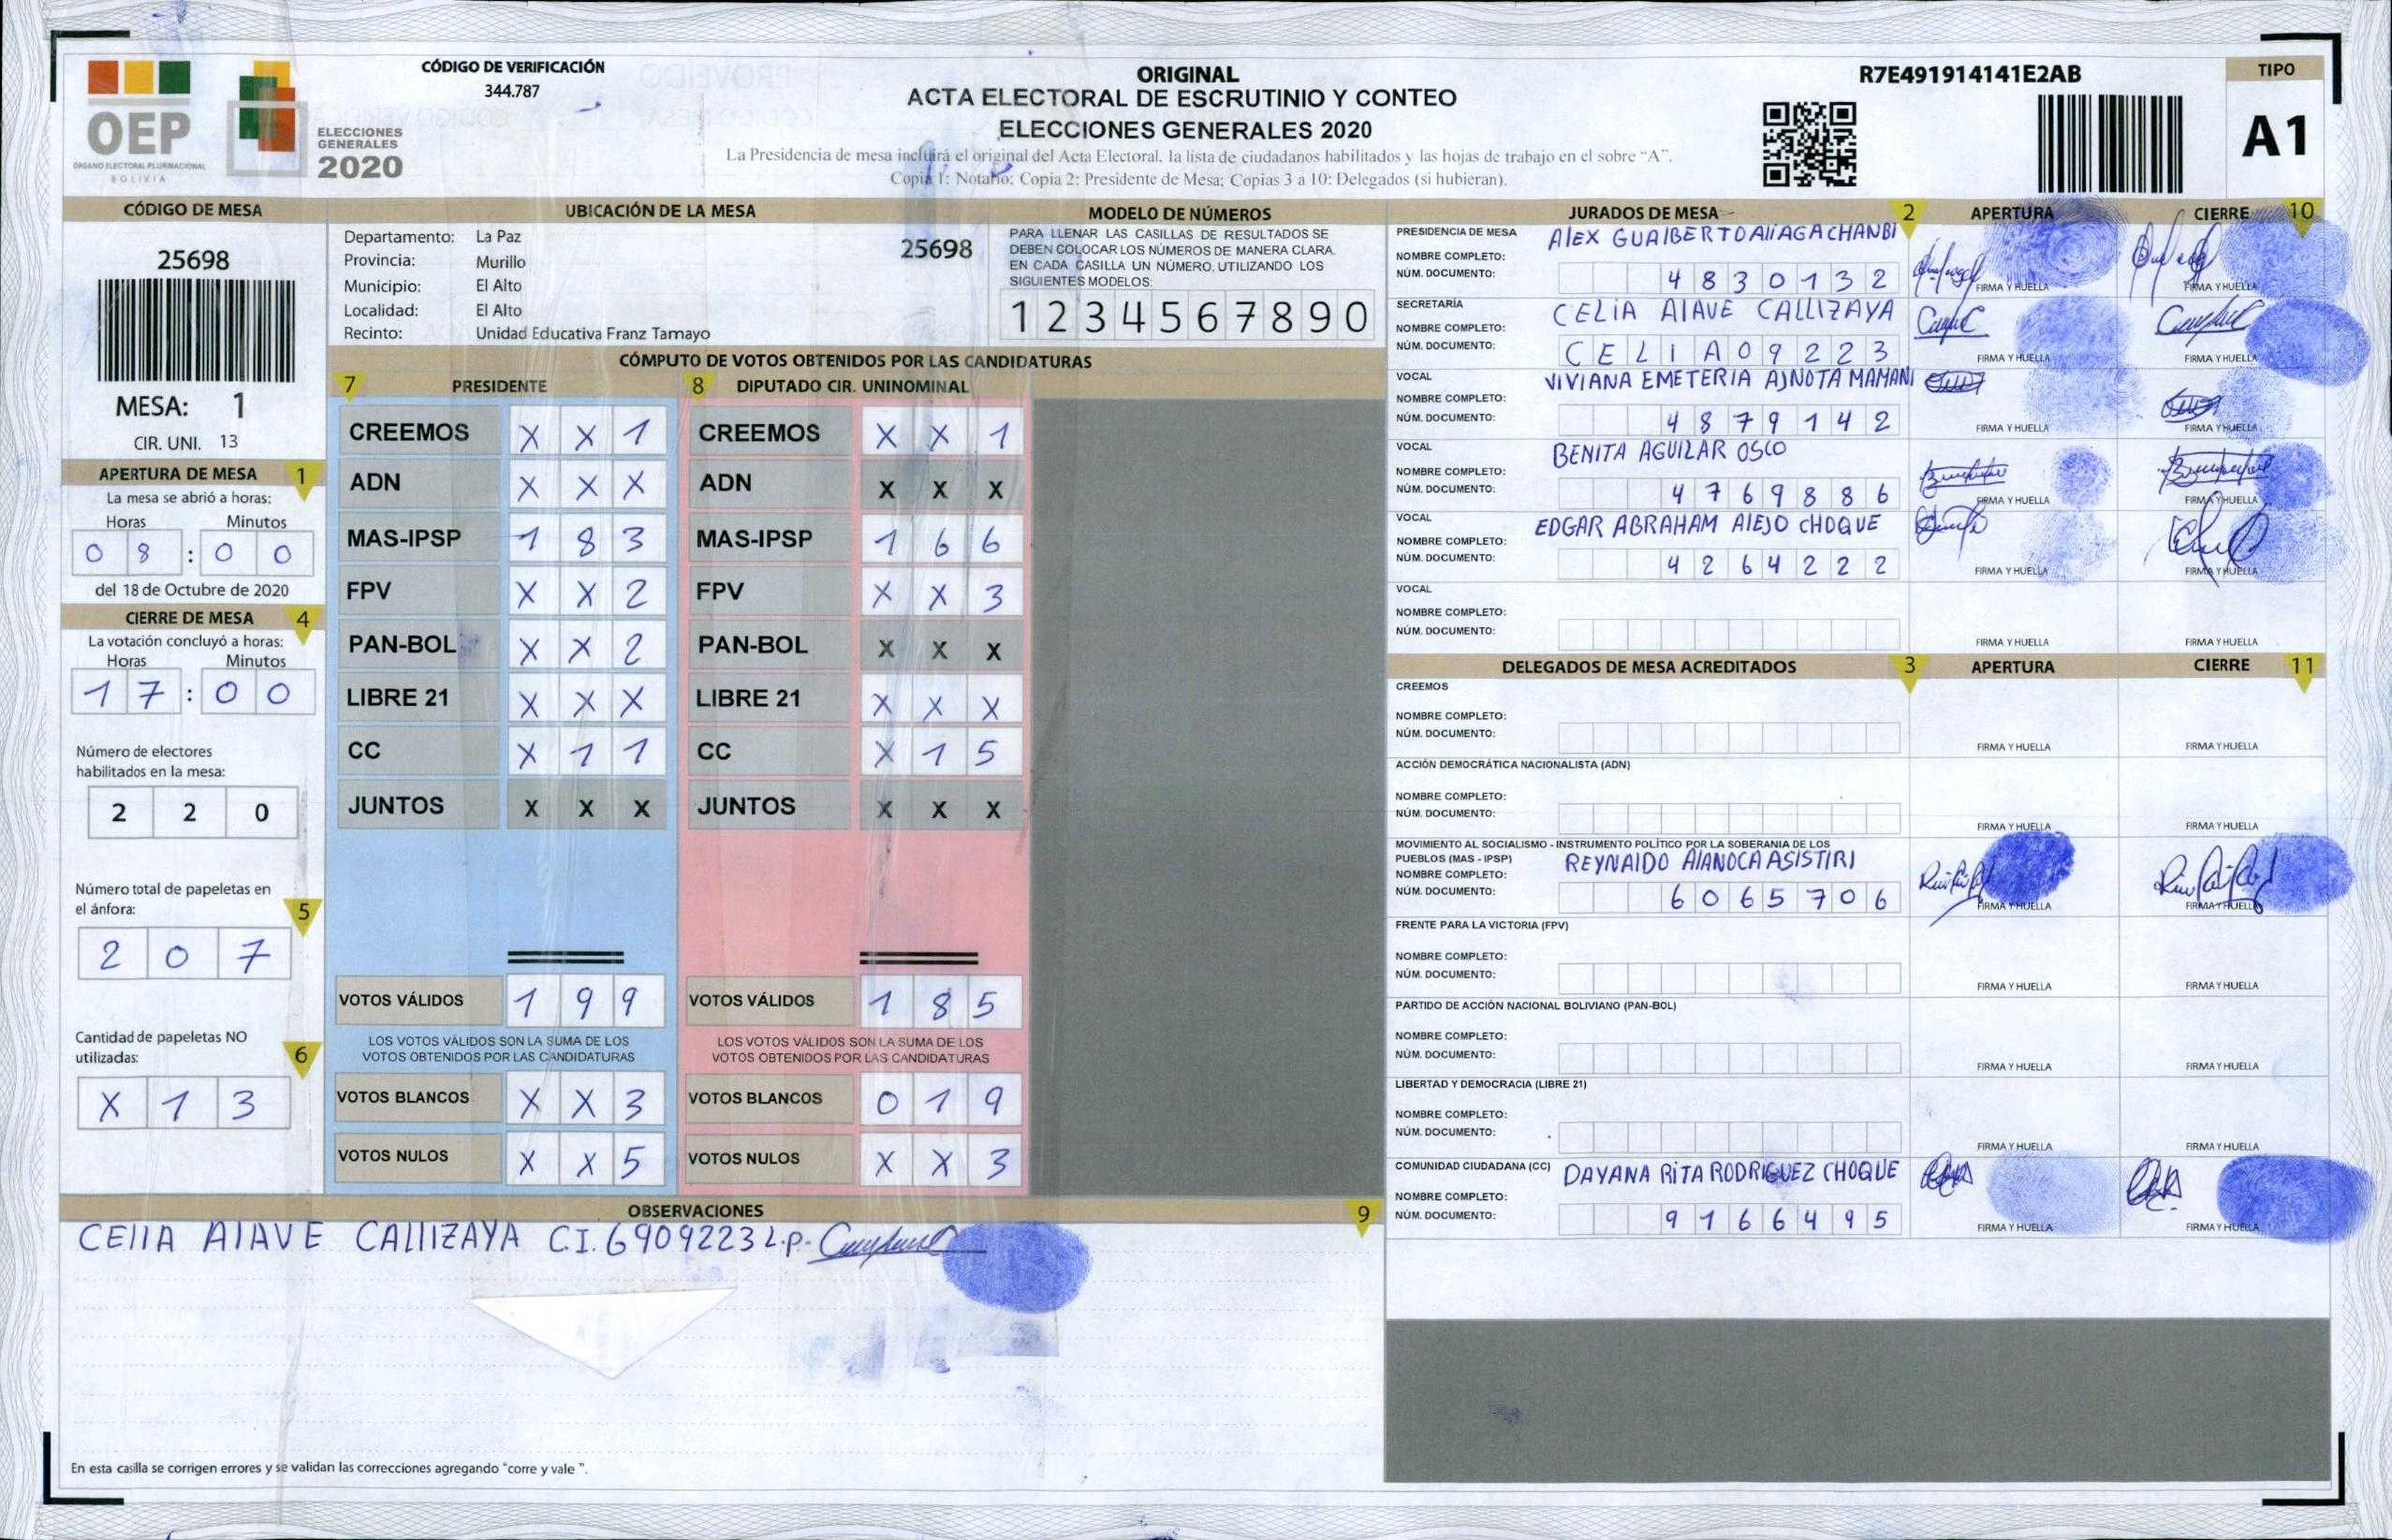 CÓDIGO DE VERIFICACIÓN
344.787
OEP
ÓRGANO ELECTORAL PLURINACIONAL
BOLIVIA
ELECCIONES
GENERALES
2020
ORIGINAL
ACTA ELECTORAL DE ESCRUTINIO Y CONTEO
ELECCIONES GENERALES 2020
La Presidencia de mesa incluirá el original del Acta Electoral, la lista de ciudadanos habilitados y las hojas de trabajo en el sobre “A”.
Copia 1: Notario; Copia 2: Presidente de Mesa; Copias 3 a 10: Delegados (si hubieran).
R7E491914141E2AB
TIPO
A1
CÓDIGO DE MESA
25698
MESA: 1
CIR. UNI. 13
APERTURA DE MESA 1
La mesa se abrió a horas:
Horas Minutos
0 8 : 0 0
del 18 de Octubre de 2020
CIERRE DE MESA 4
La votación concluyó a horas:
Horas Minutos
1 7 : 0 0
Número de electores
habilitados en la mesa:
2 2 0
Número total de papeletas en
el ánfora: 5
2 0 7
Cantidad de papeletas NO
utilizadas: 6
X 1 3
UBICACIÓN DE LA MESA
Departamento: La Paz
Provincia: Murillo
Municipio: El Alto
Localidad: El Alto
Recinto: Unidad Educativa Franz Tamayo
25698
MODELO DE NÚMEROS
PARA LLENAR LAS CASILLAS DE RESULTADOS SE
DEBEN COLOCAR LOS NÚMEROS DE MANERA CLARA.
EN CADA CASILLA UN NÚMERO, UTILIZANDO LOS
SIGUIENTES MODELOS:
1 2 3 4 5 6 7 8 9 0
CÓMPUTO DE VOTOS OBTENIDOS POR LAS CANDIDATURAS
7 PRESIDENTE 8 DIPUTADO CIR. UNINOMINAL
CREEMOS X X 1 CREEMOS X X 1
ADN X X X ADN X X X
MAS-IPSP 1 8 3 MAS-IPSP 1 6 6
FPV X X 2 FPV X X 3
PAN-BOL X X 2 PAN-BOL X X X
LIBRE 21 X X X LIBRE 21 X X X
CC X 1 1 CC X 1 5
JUNTOS X X X JUNTOS X X X
VOTOS VÁLIDOS 1 9 9 VOTOS VÁLIDOS 1 8 5
LOS VOTOS VÁLIDOS SON LA SUMA DE LOS LOS VOTOS VÁLIDOS SON LA SUMA DE LOS
VOTOS OBTENIDOS POR LAS CANDIDATURAS VOTOS OBTENIDOS POR LAS CANDIDATURAS
VOTOS BLANCOS X X 3 VOTOS BLANCOS 0 1 9
VOTOS NULOS X X 5 VOTOS NULOS X X 3
OBSERVACIONES 9
CElIA AlAVE CAllIZAYA C.I. 6909223 L.P.
En esta casilla se corrigen errores y se validan las correcciones agregando “corre y vale ”.
JURADOS DE MESA 2 APERTURA CIERRE 10
PRESIDENCIA DE MESA AlEX GUAlBERTO AlIAGA CHANBI
NOMBRE COMPLETO:
NÚM. DOCUMENTO: 4 8 3 0 1 3 2 FIRMA Y HUELLA FIRMA Y HUELLA
SECRETARÍA CELIA AlAVE CALLIZAYA
NOMBRE COMPLETO:
NÚM. DOCUMENTO: C E L I A 0 9 2 2 3 FIRMA Y HUELLA FIRMA Y HUELLA
VOCAL VIVIANA EMETERIA AJNOTA MAMANI
NOMBRE COMPLETO:
NÚM. DOCUMENTO: 4 8 7 9 1 4 2 FIRMA Y HUELLA FIRMA Y HUELLA
VOCAL BENITA AGUILAR OSCO
NOMBRE COMPLETO:
NÚM. DOCUMENTO: 4 7 6 9 8 8 6 FIRMA Y HUELLA FIRMA Y HUELLA
VOCAL EDGAR ABRAHAM AlEJO CHOQUE
NOMBRE COMPLETO:
NÚM. DOCUMENTO: 4 2 6 4 2 2 2 FIRMA Y HUELLA FIRMA Y HUELLA
VOCAL
NOMBRE COMPLETO:
NÚM. DOCUMENTO: FIRMA Y HUELLA FIRMA Y HUELLA
DELEGADOS DE MESA ACREDITADOS 3 APERTURA CIERRE 11
CREEMOS
NOMBRE COMPLETO:
NÚM. DOCUMENTO: FIRMA Y HUELLA FIRMA Y HUELLA
ACCIÓN DEMOCRÁTICA NACIONALISTA (ADN)
NOMBRE COMPLETO:
NÚM. DOCUMENTO: FIRMA Y HUELLA FIRMA Y HUELLA
MOVIMIENTO AL SOCIALISMO - INSTRUMENTO POLÍTICO POR LA SOBERANIA DE LOS
PUEBLOS (MAS - IPSP) REYNAlDO AlANOCA ASISTIRI
NOMBRE COMPLETO:
NÚM. DOCUMENTO: 6 0 6 5 7 0 6 FIRMA Y HUELLA FIRMA Y HUELLA
FRENTE PARA LA VICTORIA (FPV)
NOMBRE COMPLETO:
NÚM. DOCUMENTO: FIRMA Y HUELLA FIRMA Y HUELLA
PARTIDO DE ACCIÓN NACIONAL BOLIVIANO (PAN-BOL)
NOMBRE COMPLETO:
NÚM. DOCUMENTO: FIRMA Y HUELLA FIRMA Y HUELLA
LIBERTAD Y DEMOCRACIA (LIBRE 21)
NOMBRE COMPLETO:
NÚM. DOCUMENTO: FIRMA Y HUELLA FIRMA Y HUELLA
COMUNIDAD CIUDADANA (CC) DAYANA RITA RODRIGUEZ CHOQUE
NOMBRE COMPLETO:
NÚM. DOCUMENTO: 9 1 6 6 4 9 5 FIRMA Y HUELLA FIRMA Y HUELLA